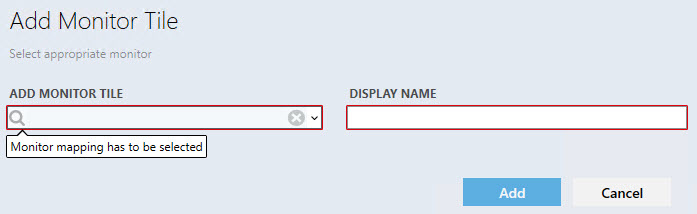 Add Monitor Tile
Select appropriate monitor
ADD MONITOR TILE
DISPLAY NAME
Monitor mapping has to be selected
Add
Cancel